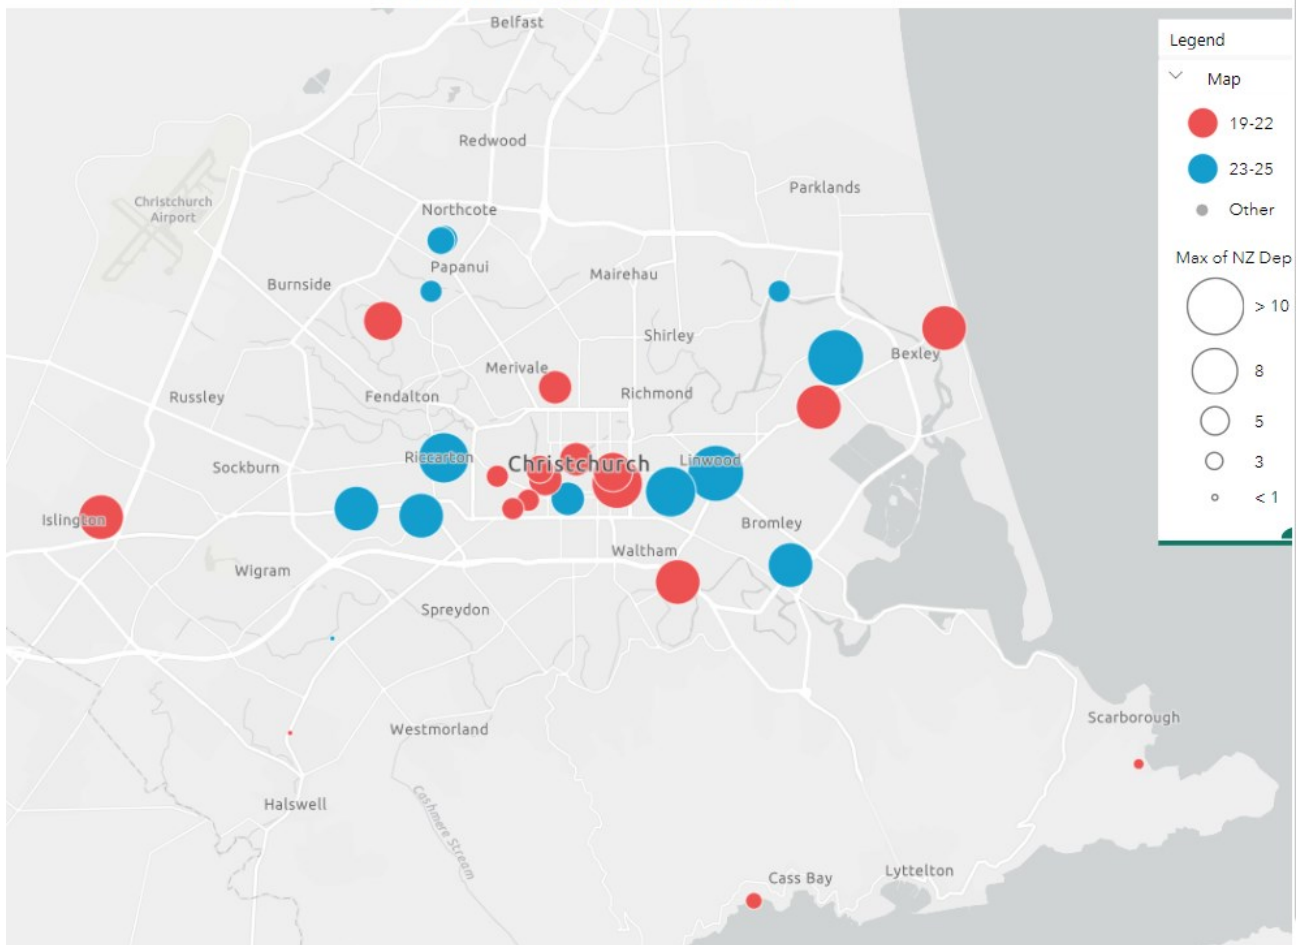 Belfast
Redwood
Parklands
Christchurch
Airport
Northcote
Papanui
Mairehau
Burnside
Shirley
Bexley
Merivale
Richmond
Fendalton
Russley
Riccarton
Christchurch
Linwood
Sockburn
Islington
Bromley
Waltham
Wigram
Spreydon
Westmorland
Scarborough
Halswell
Cashmere Stream
Cass Bay
Lyttelton
Legend
Map
19-22
23-25
Other
Max of NZ Dep
> 10
8
5
3
< 1